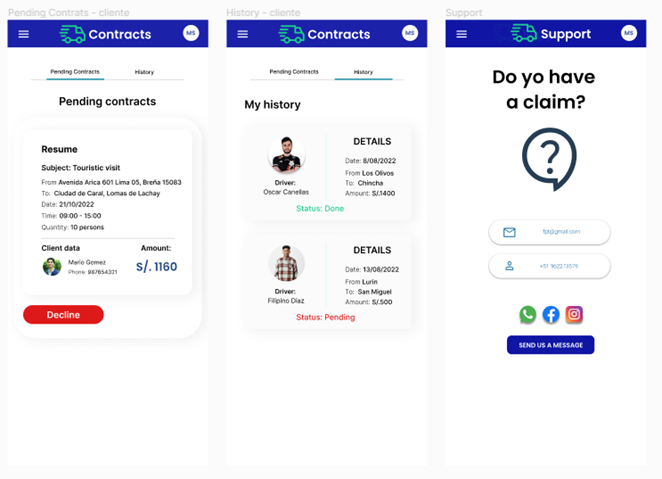 Pending Contrats - cliente
Contracts
MS
Pending Contracts
History
Pending contracts
Resume
Subject: Touristic visit
From Avenida Arica 601 Lima 05, Breña 15083
To: Ciudad de Caral, Lomas de Lachay
Date: 21/10/2022
Time: 09:00 - 15:00
Quantity: 10 persons
Client data
Amount:
Mario Gomez
Phone: 987654321
S/. 1160
Decline
History - cliente
Contracts
MS
Pending Contracts
History
My history
DETAILS
Date: 8/08/2022
From Los Olivos
To: Chincha
Amount: S/.1400
Driver:
Oscar Canellas
Status: Done
DETAILS
Date: 13/08/2022
From Lurin
To: San Miguel
Amount: S/.500
Driver:
Filipino Diaz
Status: Pending
Support
Support
MS
Do yo have
a claim?
fpt@gmail.com
+51 962273579
SEND US A MESSAGE